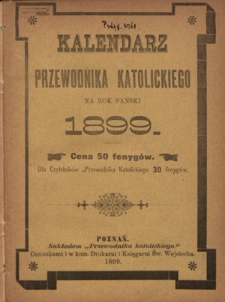 KALENDARZ
PRZEWODNIKA KATOLICKIEGO
NA ROK PAŃSKI
1899.
Cena 50 fenygów.
Dla Czytelników „Przewodnika Katolickiego 30 fenygów.
POZNAŃ.
Nakładem „Przewodnika katolickiego."
Czcionkami i w kom. Drukarni i Księgarni Św. Wojciecha.
1899.